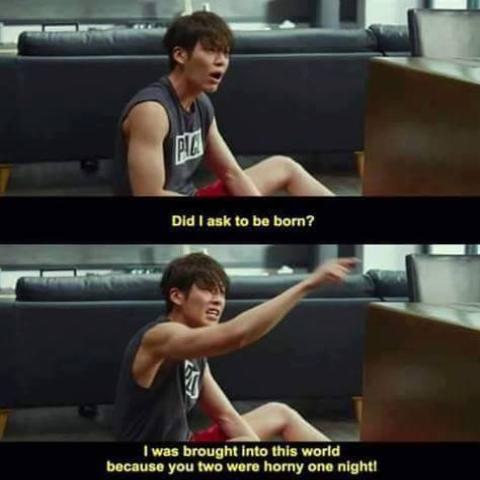 Did I ask to be born?
I was brought into this world
because you two were horny one night!